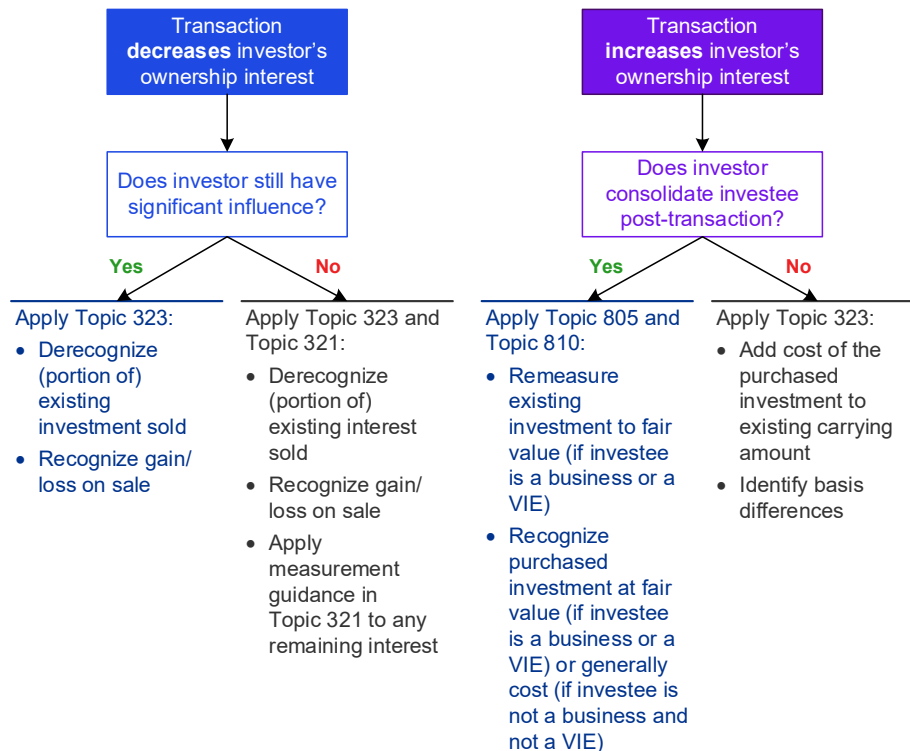 Transaction
decreases investor's
ownership interest
Does investor still have
significant influence?
Yes
No
Apply Topic 323:
• Derecognize
(portion of)
existing
investment sold
• Recognize gain/
loss on sale
Apply Topic 323 and
Topic 321:
• Derecognize
(portion of)
existing interest
sold
• Recognize gain/
loss on sale
• Apply
measurement
guidance in
Topic 321 to any
remaining interest
Transaction
increases investor's
ownership interest
Does investor
consolidate investee
post-transaction?
Yes
No
Apply Topic 805 and
Topic 810:
• Remeasure
existing
investment to fair
value (if investee
is a business or a
VIE)
• Recognize
purchased
investment at fair
value (if investee
is a business or a
VIE) or generally
cost (if investee is
not a business and
not a VIE)
Apply Topic 323:
• Add cost of the
purchased
investment to
existing carrying
amount
• Identify basis
differences